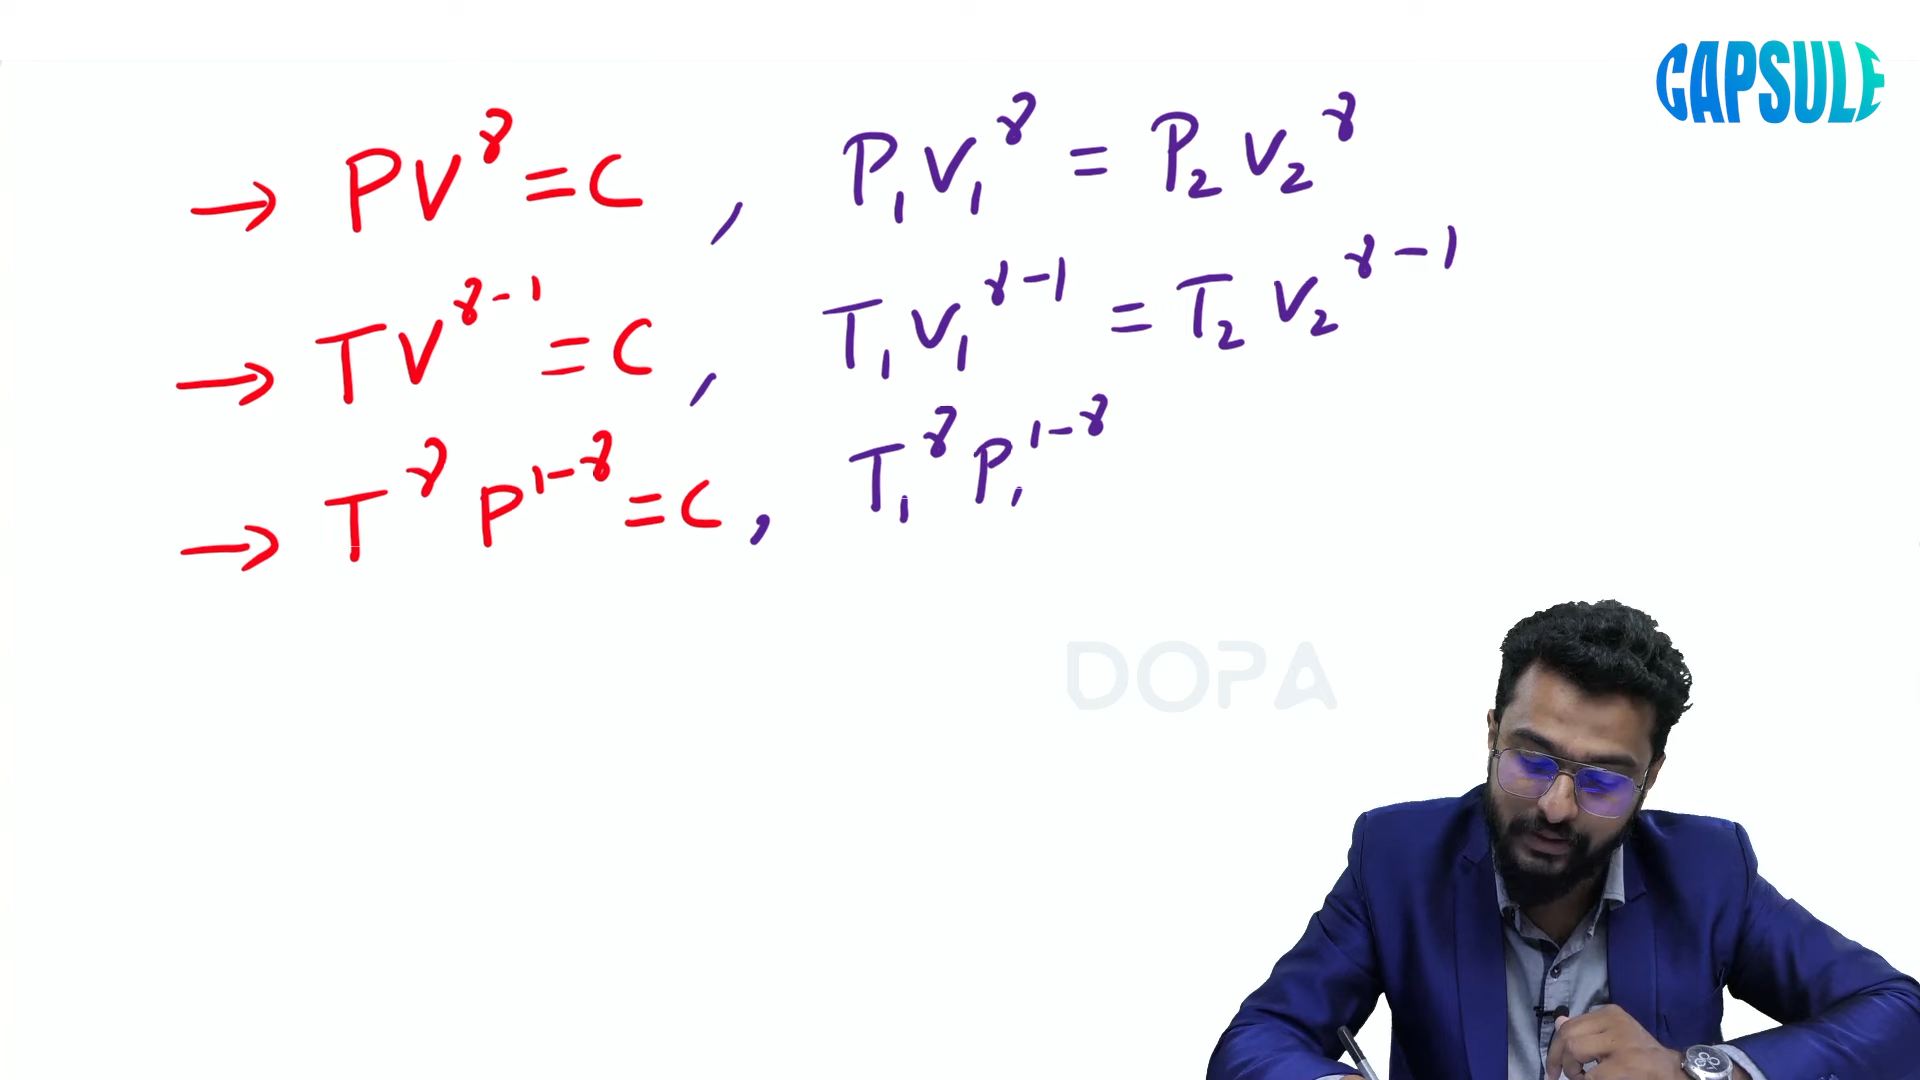 CAPSULE
→ PV^γ = C , P₁V₁^γ = P₂V₂^γ
→ TV^γ-1 = C , T₁V₁^γ-1 = T₂V₂^γ-1
→ T^γ P^1-γ = C , T₁^γ P₁^1-γ
DOPA